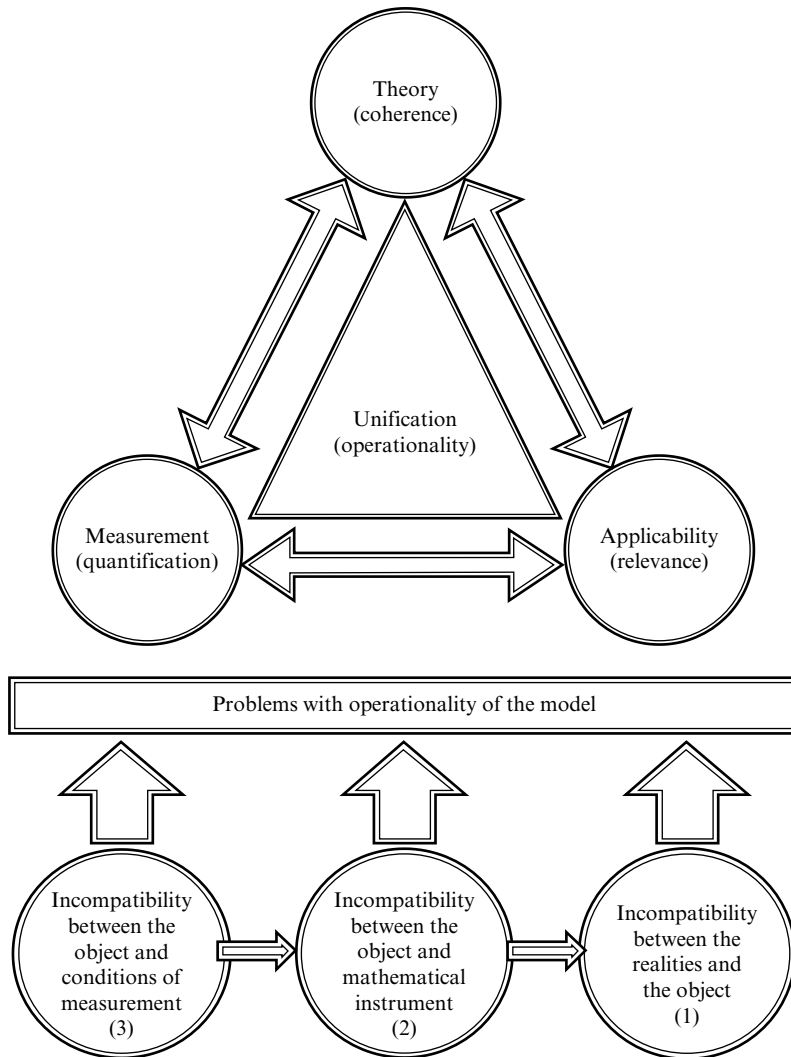 Theory
(coherence)
Unification
(operationality)
Measurement
(quantification)
Applicability
(relevance)
Problems with operationality of the model
Incompatibility
between the
object and
conditions of
measurement
(3)
Incompatibility
between the
object and
mathematical
instrument
(2)
Incompatibility
between the
realities and
the object
(1)